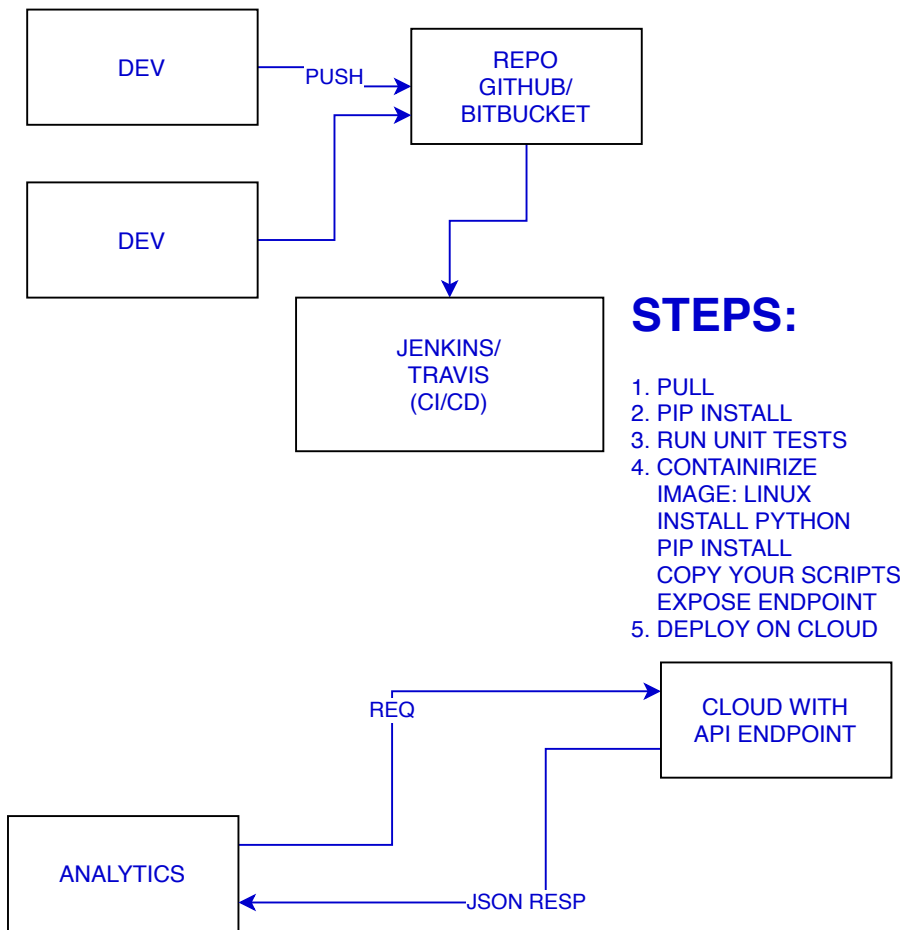 DEV
PUSH
REPO
GITHUB/
BITBUCKET
DEV
JENKINS/
TRAVIS
(CI/CD)
STEPS:
1. PULL
2. PIP INSTALL
3. RUN UNIT TESTS
4. CONTAINIRIZE
IMAGE: LINUX
INSTALL PYTHON
PIP INSTALL
COPY YOUR SCRIPTS
EXPOSE ENDPOINT
5. DEPLOY ON CLOUD
REQ
CLOUD WITH
API ENDPOINT
ANALYTICS
JSON RESP